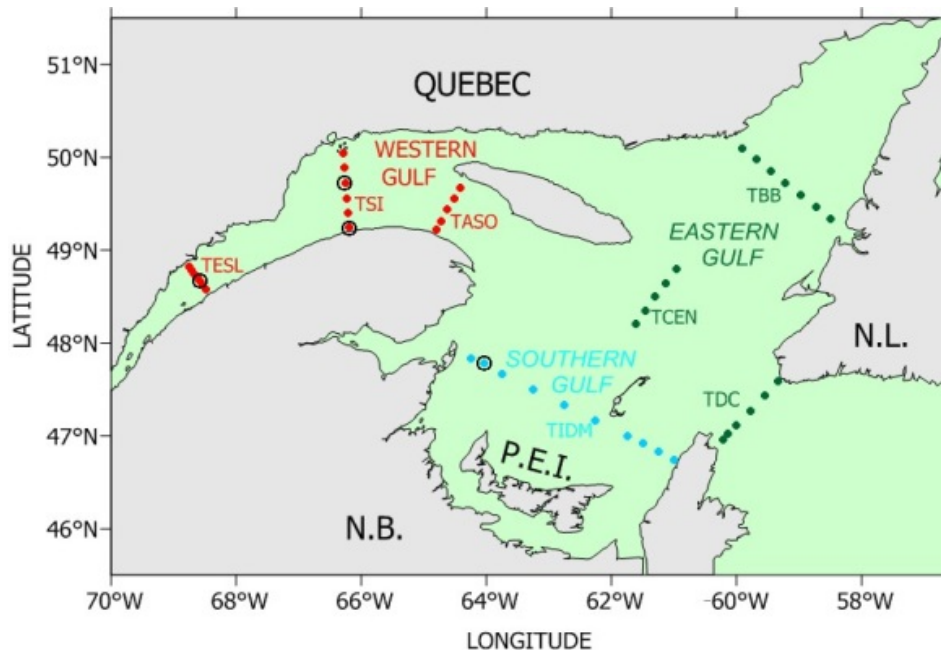 51°N
50°N
49°N
48°N
47°N
46°N
LATITUDE
QUEBEC
WESTERN
GULF
TSI
TASO
TESL
TBB
EASTERN
GULF
TCEN
N.L.
SOUTHERN
GULF
TDC
TIDM
P.E.I.
N.B.
70°W
68°W
66°W
64°W
62°W
–60°W
58°W
LONGITUDE